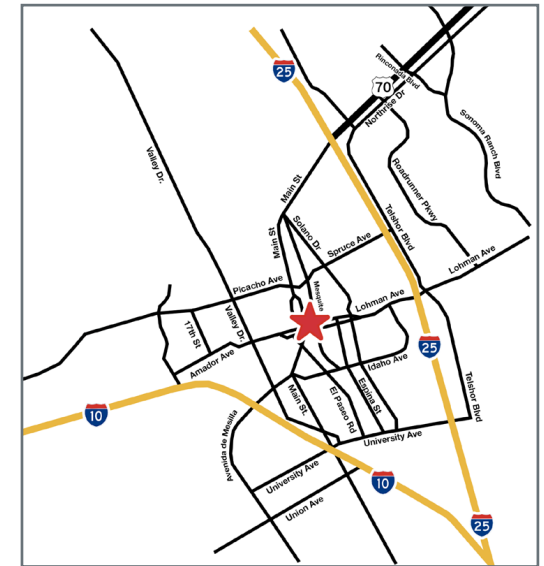 25
Rinconada Blvd
70
Northrise Dr
Sonoma Ranch Blvd
Valley Dr.
Roadrunner Pkwy
Main St
Telshor Blvd
Solano Dr
Main St
Spruce Ave
Lohman Ave
Picacho Ave
Mesquite
Lohman Ave
17th St
Valley Dr.
25
Amador Ave
Idaho Ave
Telshor Blvd
10
Main St.
El Paseo Rd
Espina St
Avenida de Mesilla
University Ave
University Ave
10
Union Ave
25